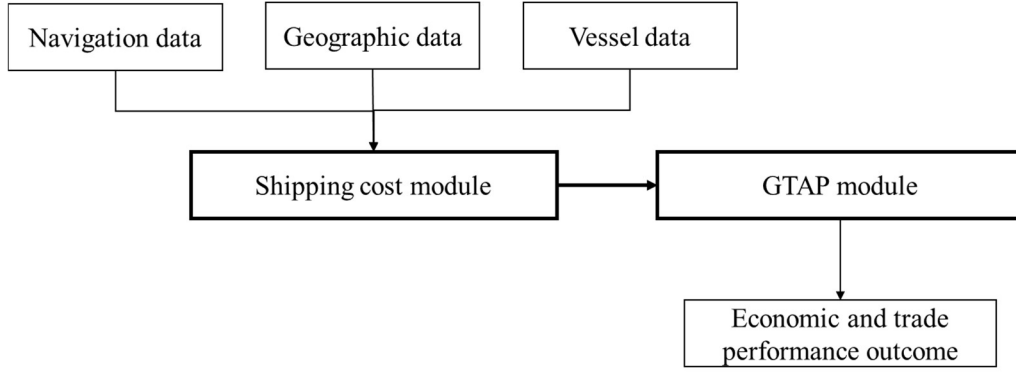 Navigation data
Geographic data
Vessel data
Shipping cost module
GTAP module
Economic and trade
performance outcome